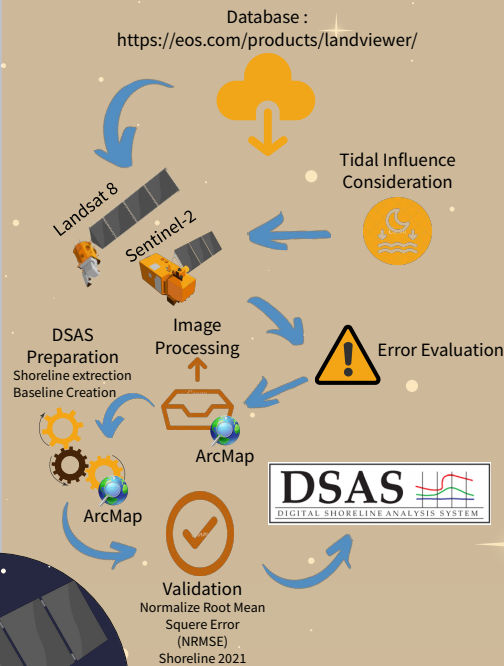 Database :
https://eos.com/products/landviewer/
Tidal Influence
Consideration
Landsat 8
Sentinel-2
Image
Processing
Error Evaluation
DSAS
Preparation
Shoreline extrection
Baseline Creation
ArcMap
ArcMap
DSAS
DIGITAL SHORELINE ANALYSIS SYSTEM
Validation
Normalize Root Mean
Squere Error
(NRMSE)
Shoreline 2021